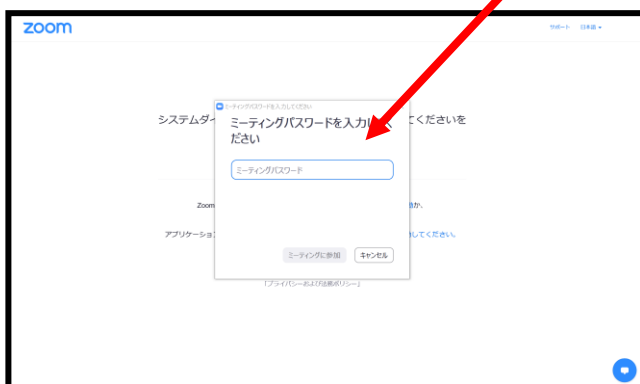 zoom
サポート 日本語
ミーティングパスワードを入力してください
システムダイ
てくださいを
ミーティングパスワードを入力
ださい
ミーティングパスワード
Zoom
か。
アプリケーション
してください。
ミーティングに参加 キャンセル
「プライバシーおよび法務ポリシー」